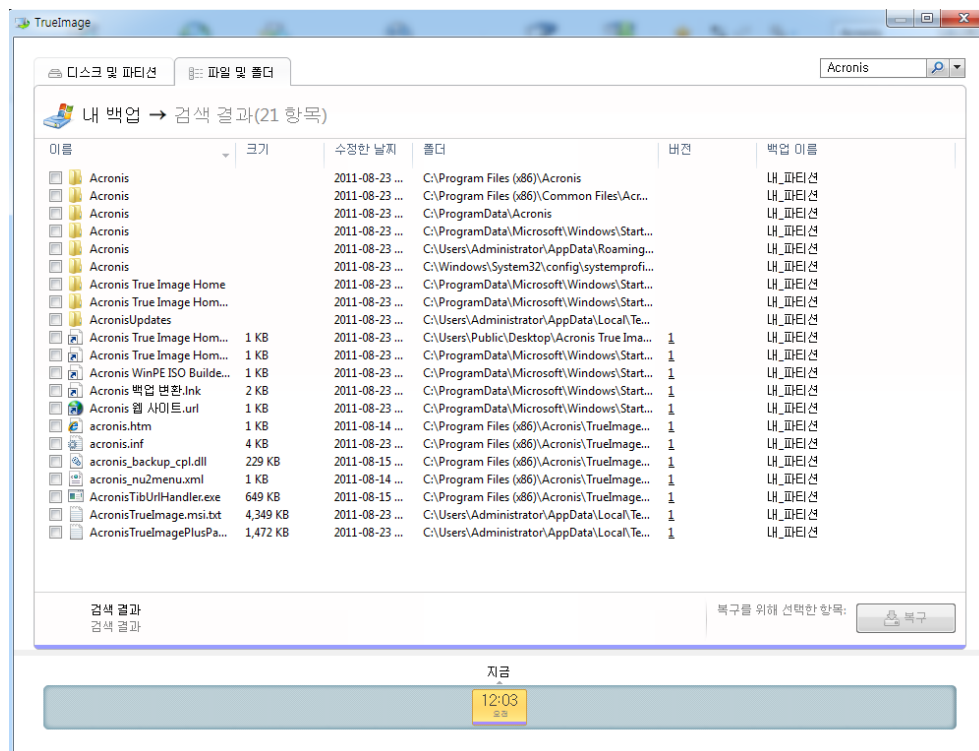 TrueImage
디스크 및 파티션 파일 및 폴더 Acronis
내 백업 → 검색 결과(21 항목)
이름 크기 수정한 날짜 폴더 버전 백업 이름
Acronis 2011-08-23 ... C:\Program Files (x86)\Acronis 내_파티션
Acronis 2011-08-23 ... C:\Program Files (x86)\Common Files\Acr... 내_파티션
Acronis 2011-08-23 ... C:\ProgramData\Acronis 내_파티션
Acronis 2011-08-23 ... C:\ProgramData\Microsoft\Windows\Start... 내_파티션
Acronis 2011-08-23 ... C:\Users\Administrator\AppData\Roaming... 내_파티션
Acronis 2011-08-23 ... C:\Windows\System32\config\systemprofi... 내_파티션
Acronis True Image Home 2011-08-23 ... C:\ProgramData\Microsoft\Windows\Start... 내_파티션
Acronis True Image Hom... 2011-08-23 ... C:\ProgramData\Microsoft\Windows\Start... 내_파티션
AcronisUpdates 2011-08-23 ... C:\Users\Administrator\AppData\Local\Te... 내_파티션
Acronis True Image Hom... 1 KB 2011-08-23 ... C:\Users\Public\Desktop\Acronis True Ima... 1 내_파티션
Acronis True Image Hom... 1 KB 2011-08-23 ... C:\ProgramData\Microsoft\Windows\Start... 1 내_파티션
Acronis WinPE ISO Builde... 1 KB 2011-08-23 ... C:\ProgramData\Microsoft\Windows\Start... 1 내_파티션
Acronis 백업 변환.lnk 2 KB 2011-08-23 ... C:\ProgramData\Microsoft\Windows\Start... 1 내_파티션
Acronis 웹 사이트.url 1 KB 2011-08-23 ... C:\ProgramData\Microsoft\Windows\Start... 1 내_파티션
acronis.htm 1 KB 2011-08-14 ... C:\Program Files (x86)\Acronis\TrueImage... 1 내_파티션
acronis.inf 4 KB 2011-08-23 ... C:\Program Files (x86)\Acronis\TrueImage... 1 내_파티션
acronis_backup_cpl.dll 229 KB 2011-08-15 ... C:\Program Files (x86)\Acronis\TrueImage... 1 내_파티션
acronis_nu2menu.xml 1 KB 2011-08-14 ... C:\Program Files (x86)\Acronis\TrueImage... 1 내_파티션
AcronisTibUrlHandler.exe 649 KB 2011-08-15 ... C:\Program Files (x86)\Acronis\TrueImage... 1 내_파티션
AcronisTrueImage.msi.txt 4,349 KB 2011-08-23 ... C:\Users\Administrator\AppData\Local\Te... 1 내_파티션
AcronisTrueImagePlusPa... 1,472 KB 2011-08-23 ... C:\Users\Administrator\AppData\Local\Te... 1 내_파티션
검색 결과 복구를 위해 선택한 항목: 복구
검색 결과
지금
12:03